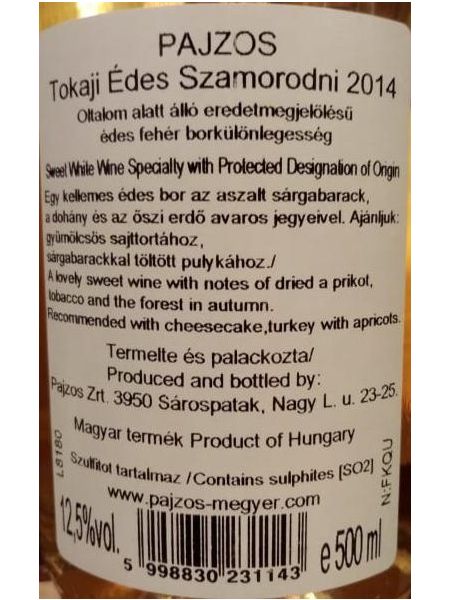 PAJZOS
Tokaji Édes Szamorodni 2014
Oltalom alatt álló eredetmegjelölésű
édes fehér borkülönlegesség
Sweet White Wine Specialty with Protected Designation of Origin
Egy kellemes édes bor az aszalt sárgabarack,
a dohány és az őszi erdő avaros jegyeivel. Ajánljuk:
gyümölcsös sajttortához,
sárgabarackkal töltött pulykához./
A lovely sweet wine with notes of dried a prikot,
tobacco and the forest in autumn.
Recommended with cheesecake,turkey with apricots.
Termelte és palackozta/
Produced and bottled by:
Pajzos Zrt. 3950 Sárospatak, Nagy L. u. 23-25.
Magyar termék Product of Hungary
Szulfitot tartalmaz /Contains sulphites [SO2]
www.pajzos-megyer.com
L8180
N:FKQU
12,5%vol.
e 500 ml
5 998830 231143